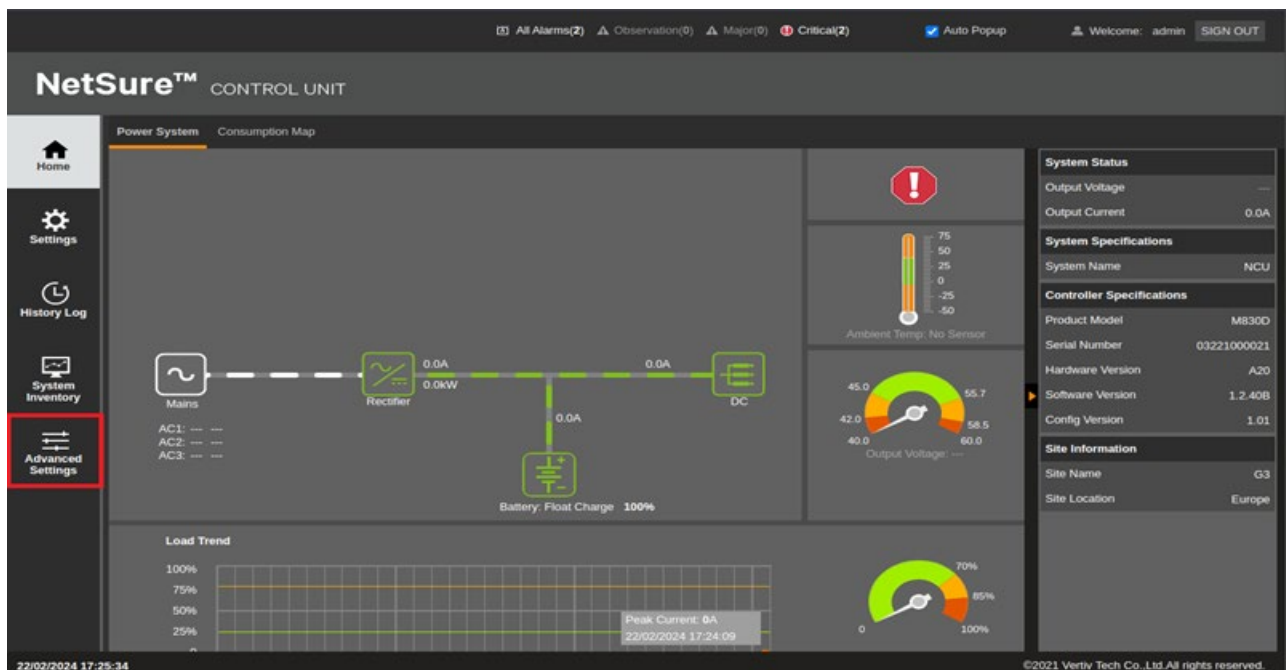 All Alarms(2) Observation(0) Major(0) Critical(2) Auto Popup Welcome: admin SIGN OUT
NetSure™ CONTROL UNIT
Home
Settings
History Log
System
Inventory
Advanced
Settings
Power System Consumption Map
Mains
AC1: --- ---
AC2: --- ---
AC3: --- ---
Rectifier
0.0A
0.0kW
0.0A
DC
0.0A
Battery: Float Charge 100%
75
50
25
0
-25
-50
Ambient Temp: No Sensor
45.0
55.7
42.0
58.5
40.0
60.0
Output Voltage: ---
Load Trend
100%
75%
50%
25%
0
Peak Current: 0A
22/02/2024 17:24:09
70%
85%
0
100%
System Status
Output Voltage ---
Output Current 0.0A
System Specifications
System Name NCU
Controller Specifications
Product Model M830D
Serial Number 03221000021
Hardware Version A20
Software Version 1.2.40B
Config Version 1.01
Site Information
Site Name G3
Site Location Europe
22/02/2024 17:25:34
©2021 Vertiv Tech Co.,Ltd.All rights reserved.